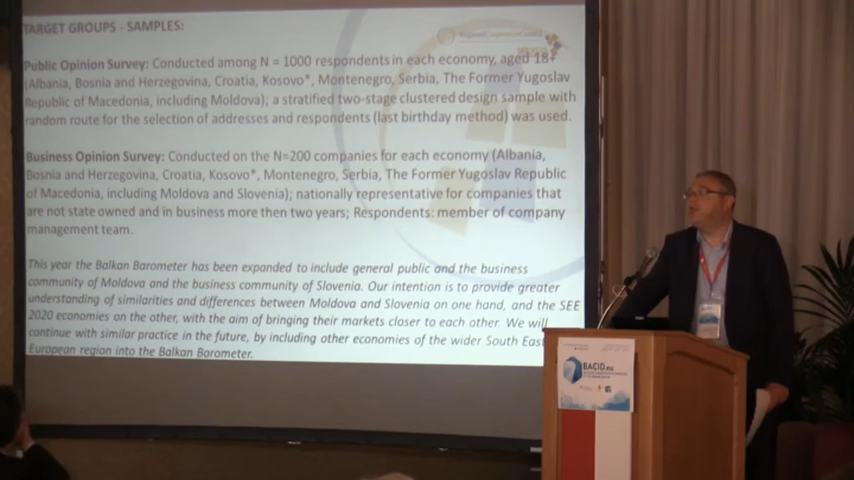 TARGET GROUPS - SAMPLES:
Public Opinion Survey: Conducted among N = 1000 respondents in each economy, aged 18+
(Albania, Bosnia and Herzegovina, Croatia, Kosovo*, Montenegro, Serbia, The Former Yugoslav
Republic of Macedonia, including Moldova); a stratified two-stage clustered design sample with
random route for the selection of addresses and respondents (last birthday method) was used.
Business Opinion Survey: Conducted on the N=200 companies for each economy (Albania,
Bosnia and Herzegovina, Croatia, Kosovo*, Montenegro, Serbia, The Former Yugoslav Republic
of Macedonia, including Moldova and Slovenia); nationally representative for companies that
are not state owned and in business more then two years; Respondents: member of company
management team.
This year the Balkan Barometer has been expanded to include general public and the business
community of Moldova and the business community of Slovenia. Our intention is to provide greater
understanding of similarities and differences between Moldova and Slovenia on one hand, and the SEE
2020 economies on the other, with the aim of bringing their markets closer to each other. We will
continue with similar practice in the future, by including other economies of the wider South East
European region into the Balkan Barometer.
BACID.eu